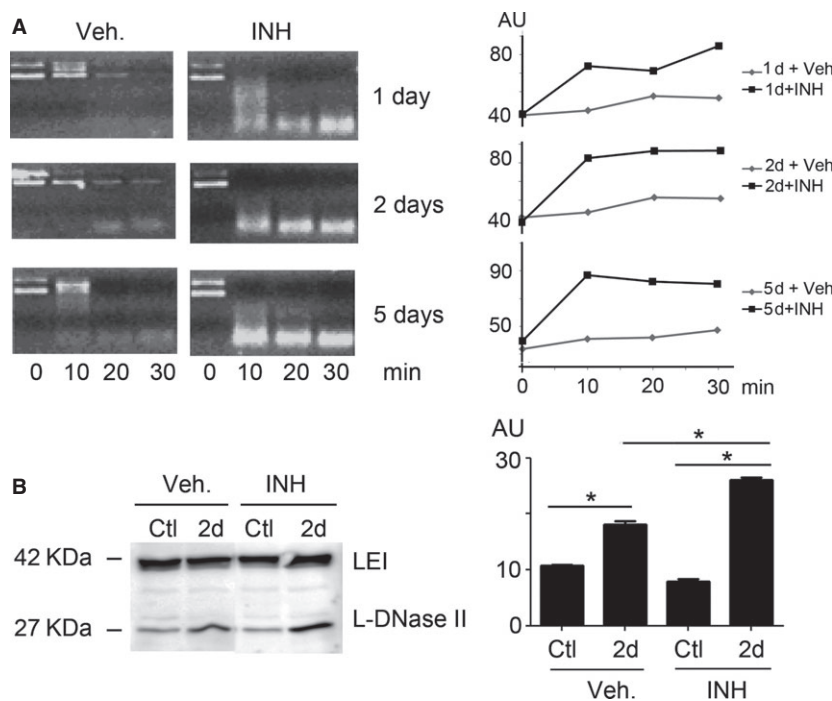 A
Veh. INH
1 day
2 days
5 days
0 10 20 30 0 10 20 30 min
AU
80
40
1d + Veh
1d+INH
80
40
2d + Veh
2d+INH
90
50
5d + Veh
5d+INH
0 10 20 30 min
B
Veh. INH
Ctl 2d Ctl 2d
42 KDa – LEI
27 KDa – L-DNase II
AU
30
10
0
* * *
Ctl 2d Ctl 2d
Veh. INH